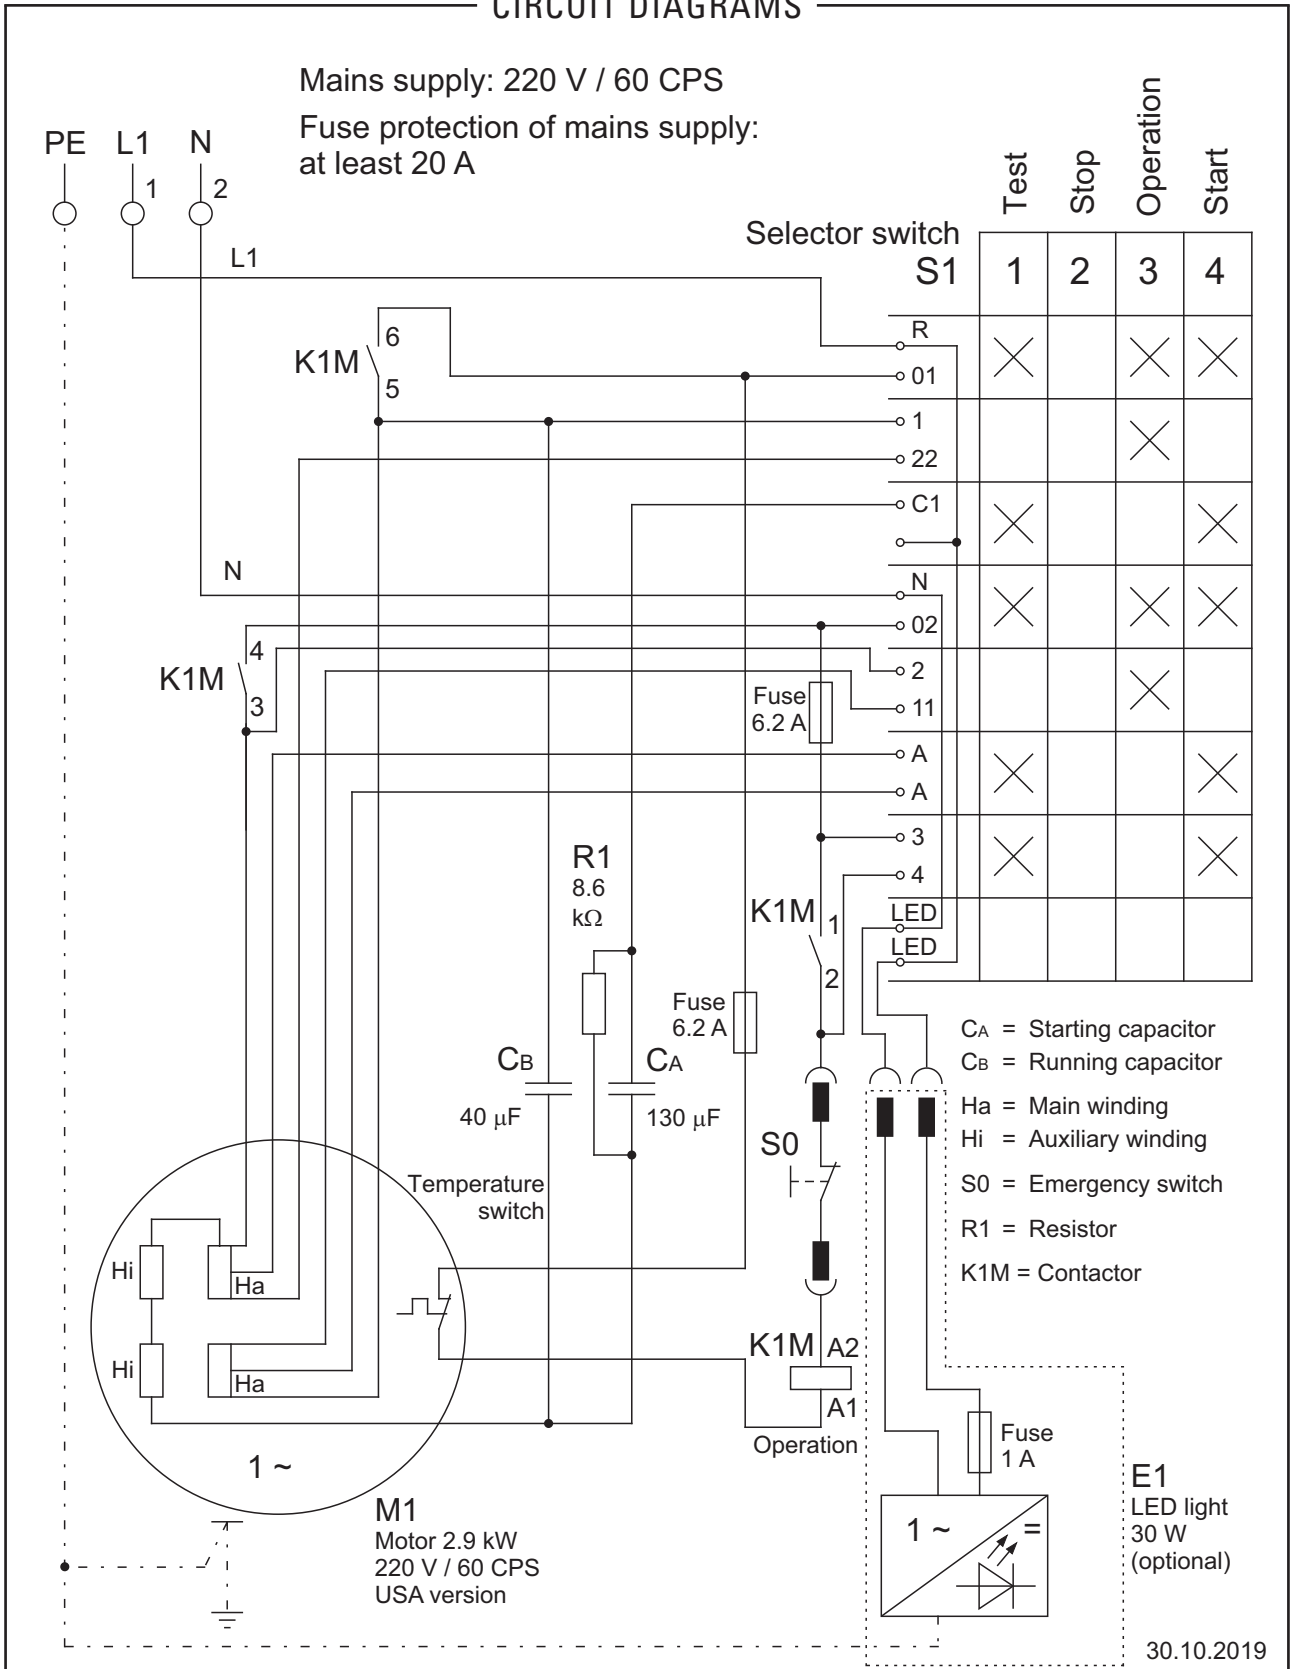 CIRCUIT DIAGRAMS
Mains supply: 220 V / 60 CPS
Fuse protection of mains supply:
at least 20 A
PE L1 N
1 2
L1
Test
Stop
Operation
Start
Selector switch
S1 1 2 3 4
R
01
K1M
6
5
1
22
C1
N
N
02
K1M
4
3
2
11
Fuse
6.2 A
A
A
3
4
R1
8.6
kΩ
K1M
1
2
LED
LED
Fuse
6.2 A
CB
40 μF
CA
130 μF
CA = Starting capacitor
CB = Running capacitor
Ha = Main winding
Hi = Auxiliary winding
S0 = Emergency switch
R1 = Resistor
K1M = Contactor
S0
Temperature
switch
Hi
Ha
Hi
Ha
K1M A2
A1
Operation
1 ~
M1
Motor 2.9 kW
220 V / 60 CPS
USA version
Fuse
1 A
1 ~ =
E1
LED light
30 W
(optional)
30.10.2019